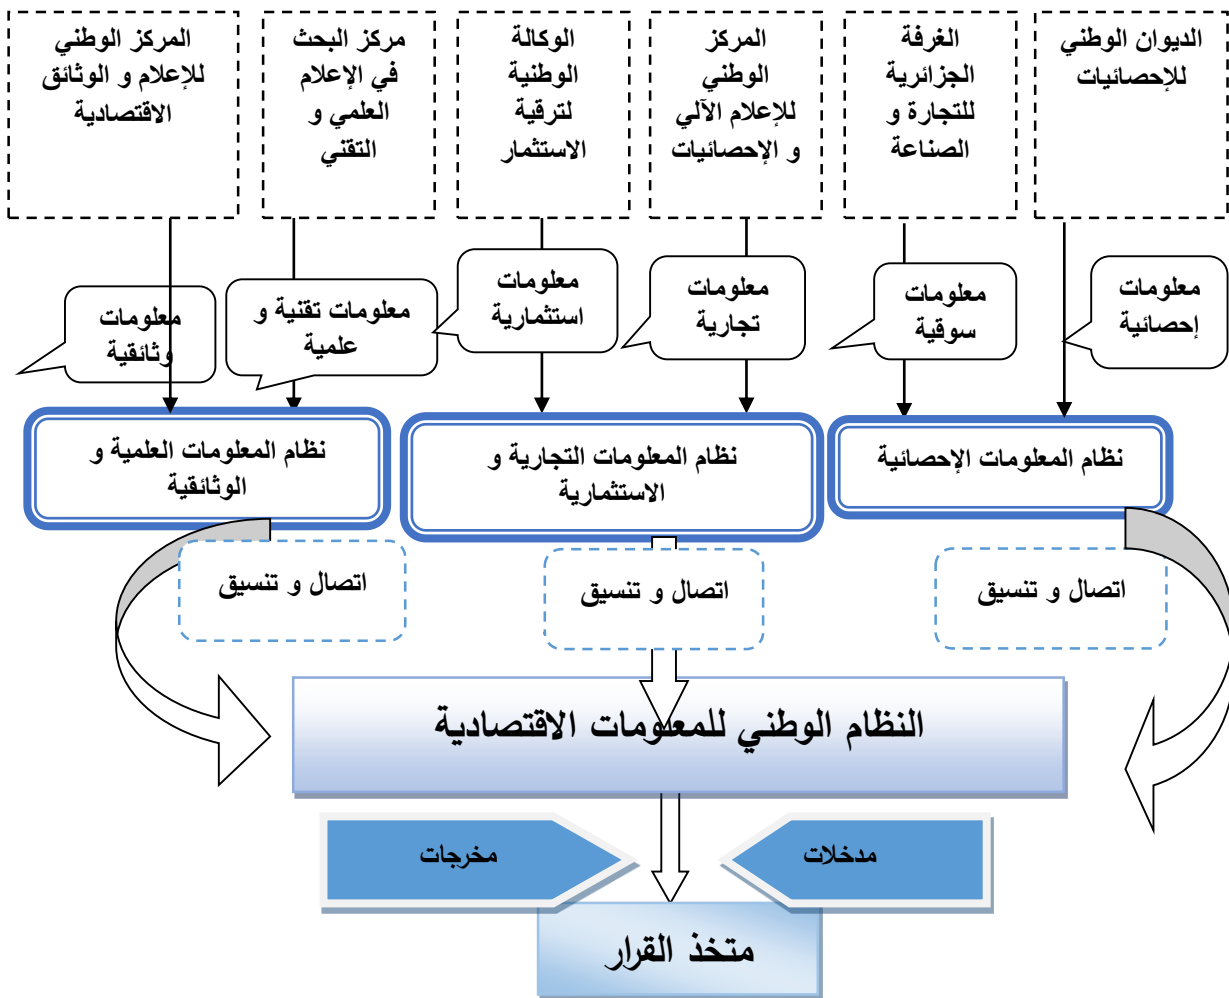 الديوان الوطني
للإحصائيات
الغرفة
الجزائرية
للتجارة و
الصناعة
المركز
الوطني
للإعلام الآلي
و الإحصائيات
الوكالة
الوطنية
لترقية
الاستثمار
مركز البحث
في الإعلام
العلمي و
التقني
المركز الوطني
للإعلام و الوثائق
الاقتصادية
معلومات
إحصائية
معلومات
سوقية
معلومات
تجارية
معلومات
استثمارية
معلومات تقنية و
علمية
معلومات
وثائقية
نظام المعلومات الإحصائية
نظام المعلومات التجارية و
الاستثمارية
نظام المعلومات العلمية و
الوثائقية
اتصال و تنسيق
اتصال و تنسيق
اتصال و تنسيق
النظام الوطني للمعلومات الاقتصادية
مدخلات
مخرجات
متخذ القرار